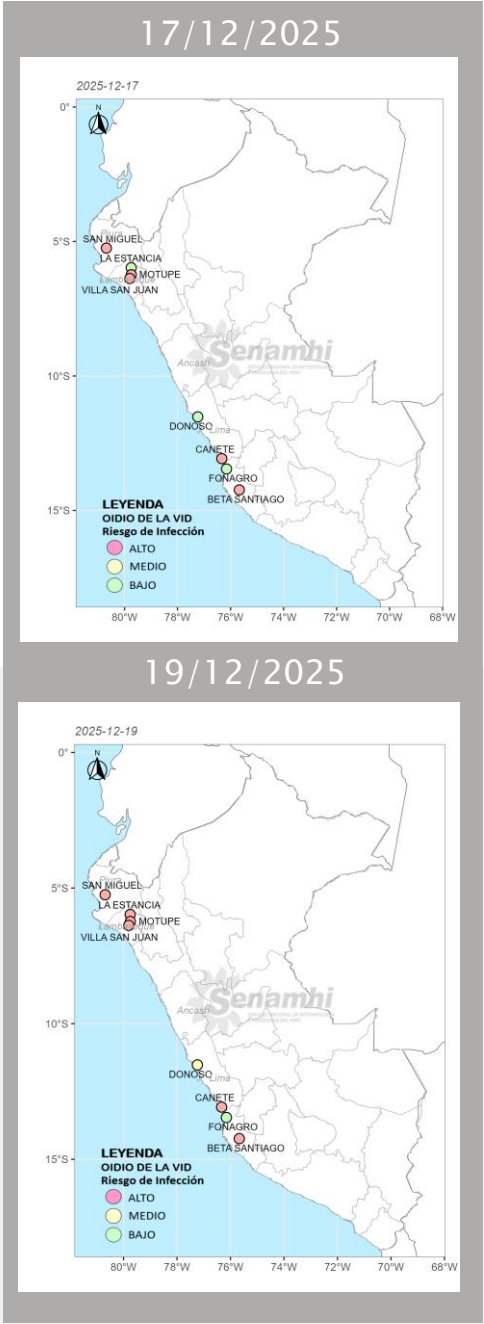 17/12/2025
2025-12-17
N
0°
5°S
10°S
15°S
Piura
SAN MIGUEL
LA ESTANCIA
MOTUPE
Lambayeque
VILLA SAN JUAN
Senamhi
Ancash
DONOSO
Lima
CANETE
FONAGRO
BETA SANTIAGO
LEYENDA
OIDIO DE LA VID
Riesgo de Infección
ALTO
MEDIO
BAJO
80°W 78°W 76°W 74°W 72°W 70°W 68°W
19/12/2025
2025-12-19
N
0°
5°S
10°S
15°S
Piura
SAN MIGUEL
LA ESTANCIA
MOTUPE
Lambayeque
VILLA SAN JUAN
Senamhi
Ancash
DONOSO
Lima
CANETE
FONAGRO
BETA SANTIAGO
LEYENDA
OIDIO DE LA VID
Riesgo de Infección
ALTO
MEDIO
BAJO
80°W 78°W 76°W 74°W 72°W 70°W 68°W